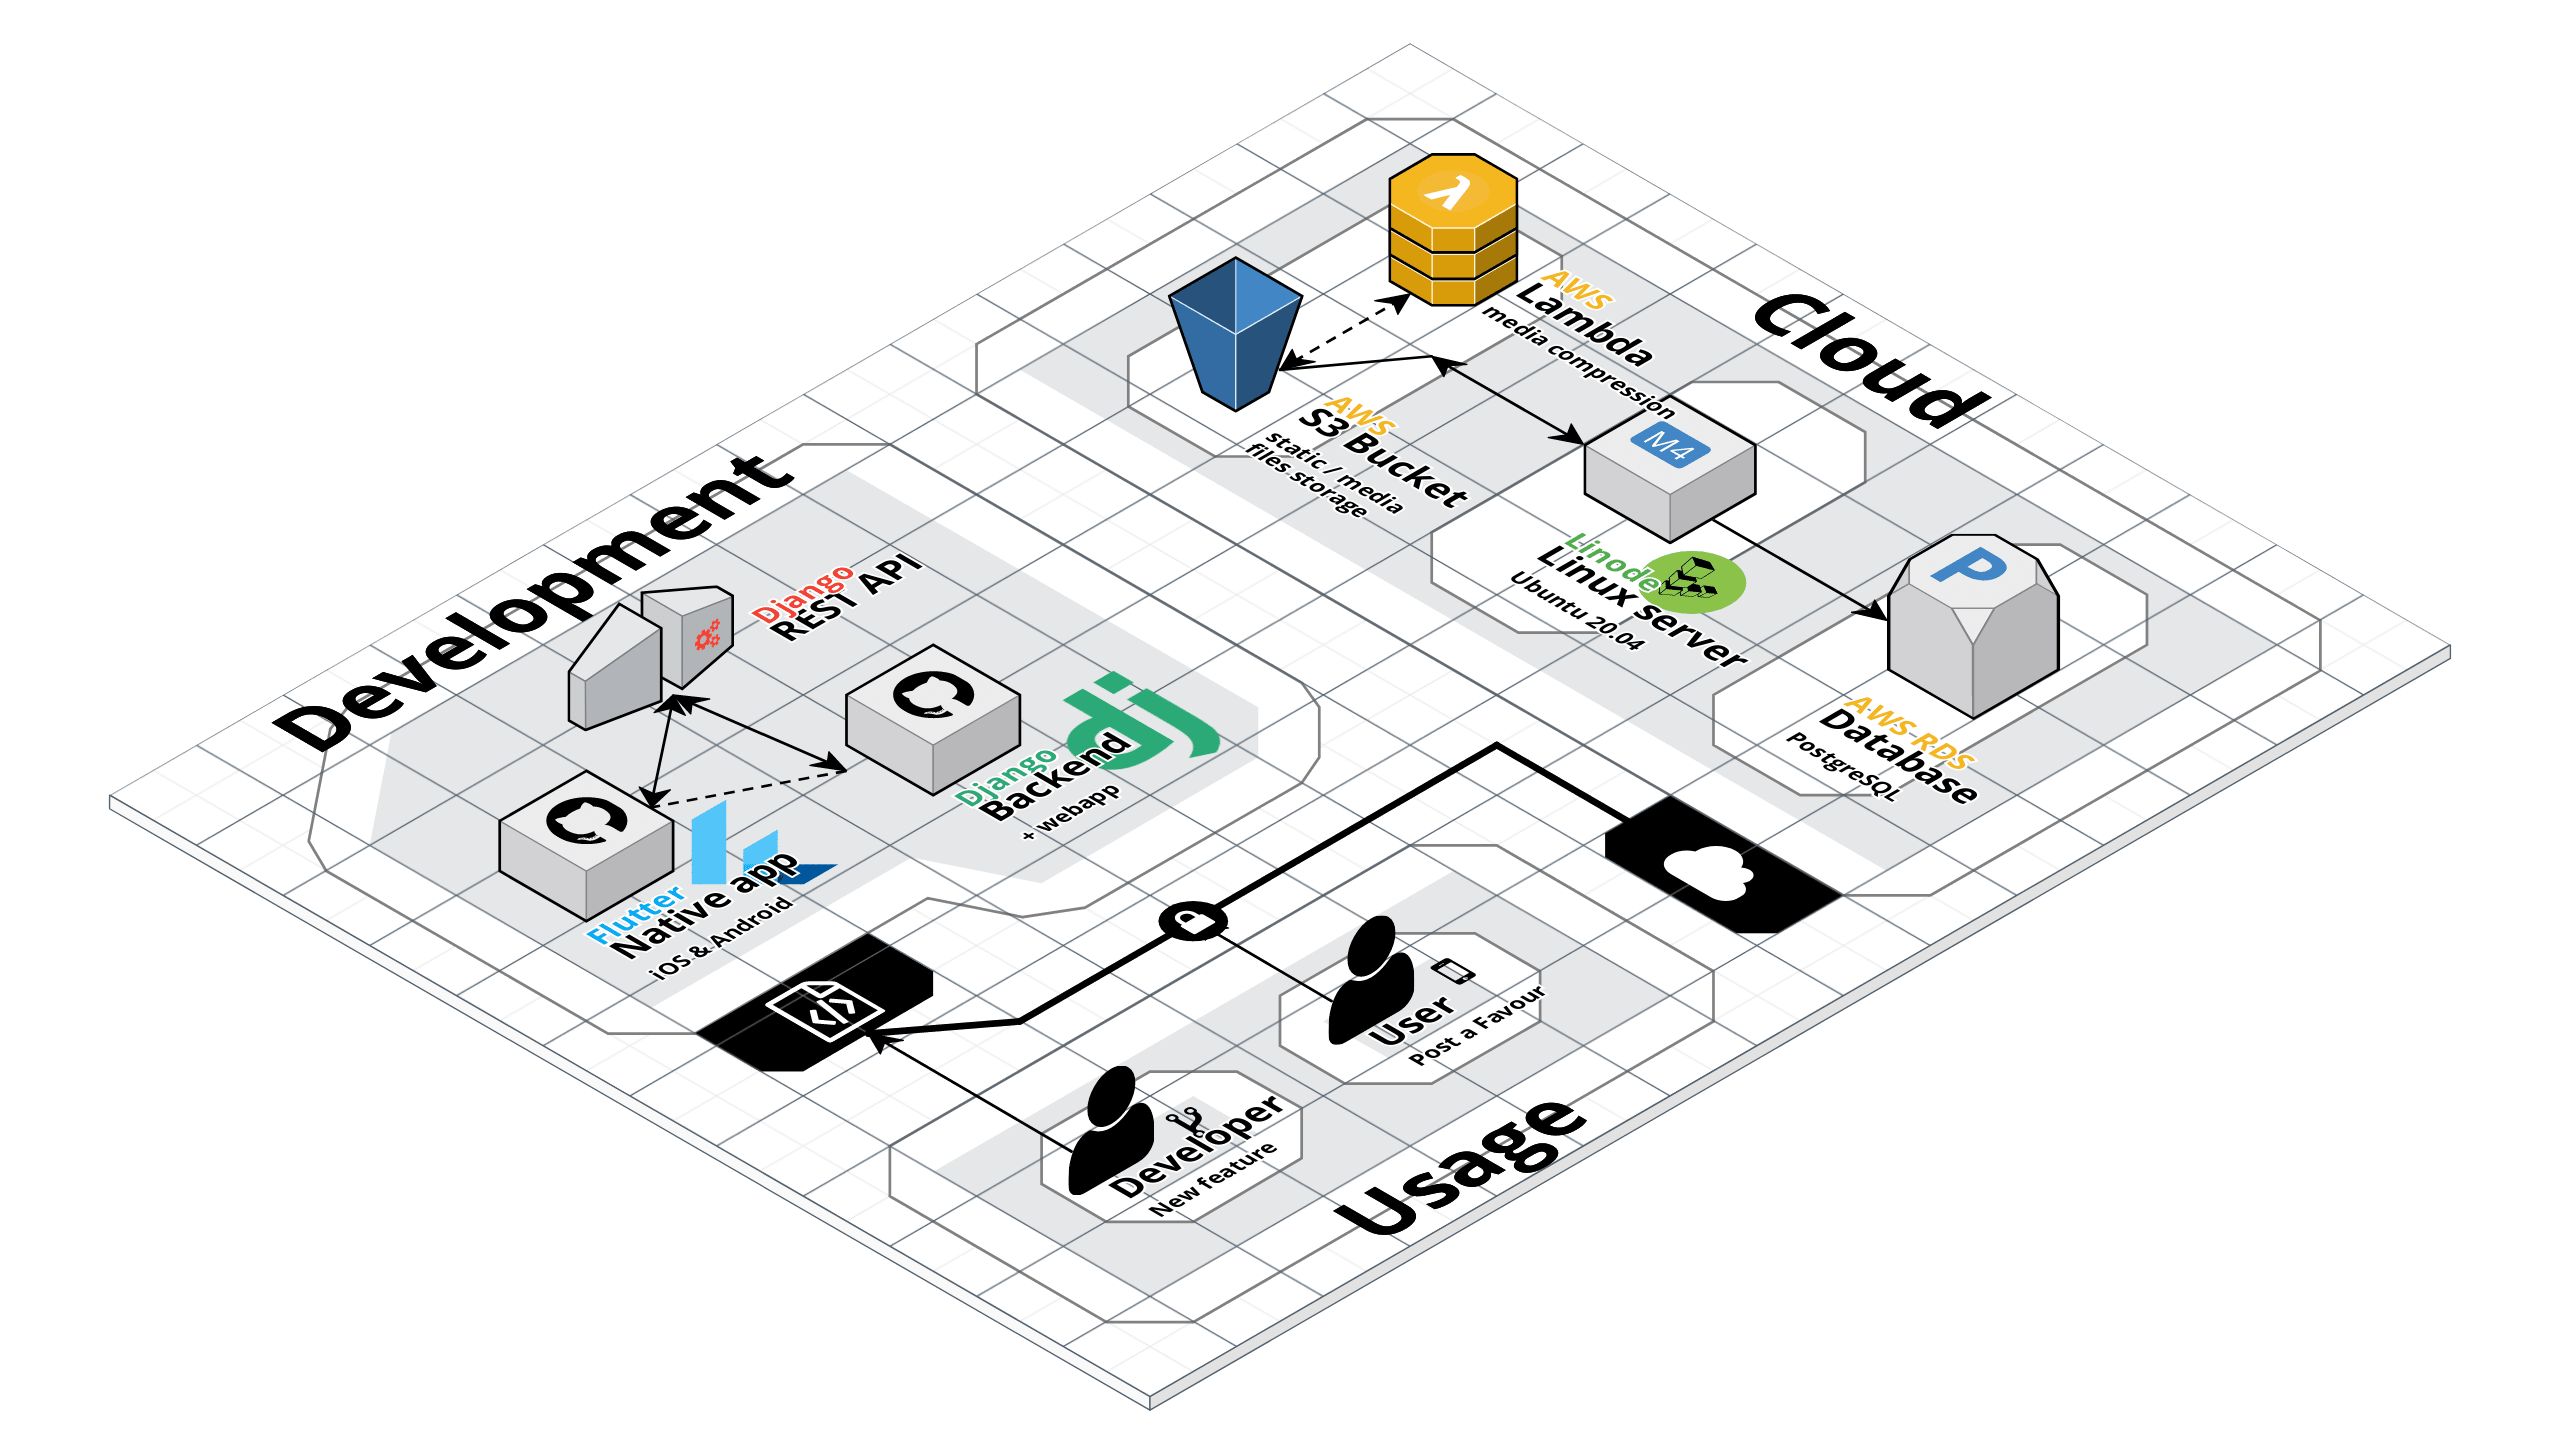 Cloud
λ
AWS
Lambda
media compression
AWS
S3 Bucket
static / media
files storage
M4
Linode
Linux server
Ubuntu 20.04
P
AWS RDS
Database
PostgreSQL
Development
Django
REST API
dj
Django
Backend
+ webapp
Flutter
Native app
iOS & Android
</>
User
Post a Favour
Developer
New feature
Usage